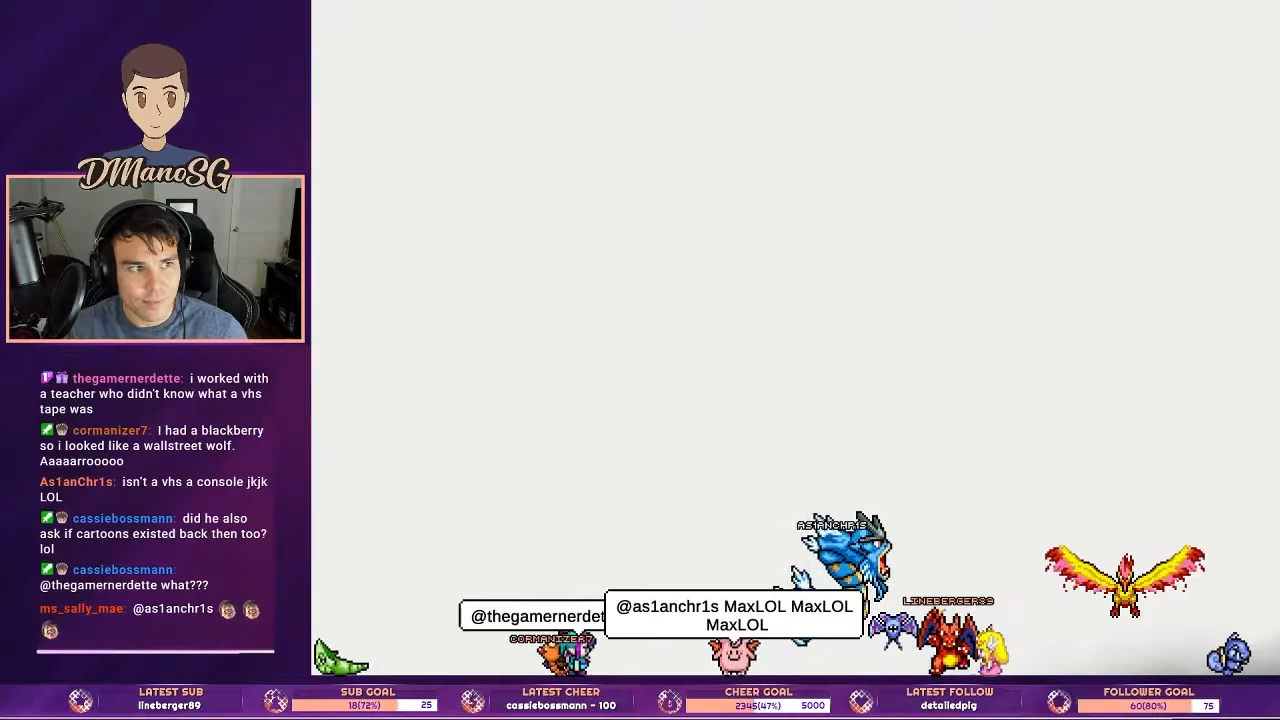 DManoSG
thegamernerdette: i worked with
a teacher who didn't know what a vhs
tape was
cormanizer7: I had a blackberry
so i looked like a wallstreet wolf.
Aaaaarrooooo
As1anChr1s: isn't a vhs a console jkjk
LOL
cassiebossmann: did he also
ask if cartoons existed back then too?
lol
cassiebossmann:
@thegamernerdette what???
ms_sally_mae: @as1anchr1s
AS1ANCHR1S
@thegamernerdet
@as1anchr1s MaxLOL MaxLOL
MaxLOL
CORMANIZER7
LINEBERGER89
LATEST SUB
lineberger89
SUB GOAL
18(72%) 25
LATEST CHEER
cassiebossmann - 100
CHEER GOAL
2345(47%) 5000
LATEST FOLLOW
detailedpig
FOLLOWER GOAL
60(80%) 75